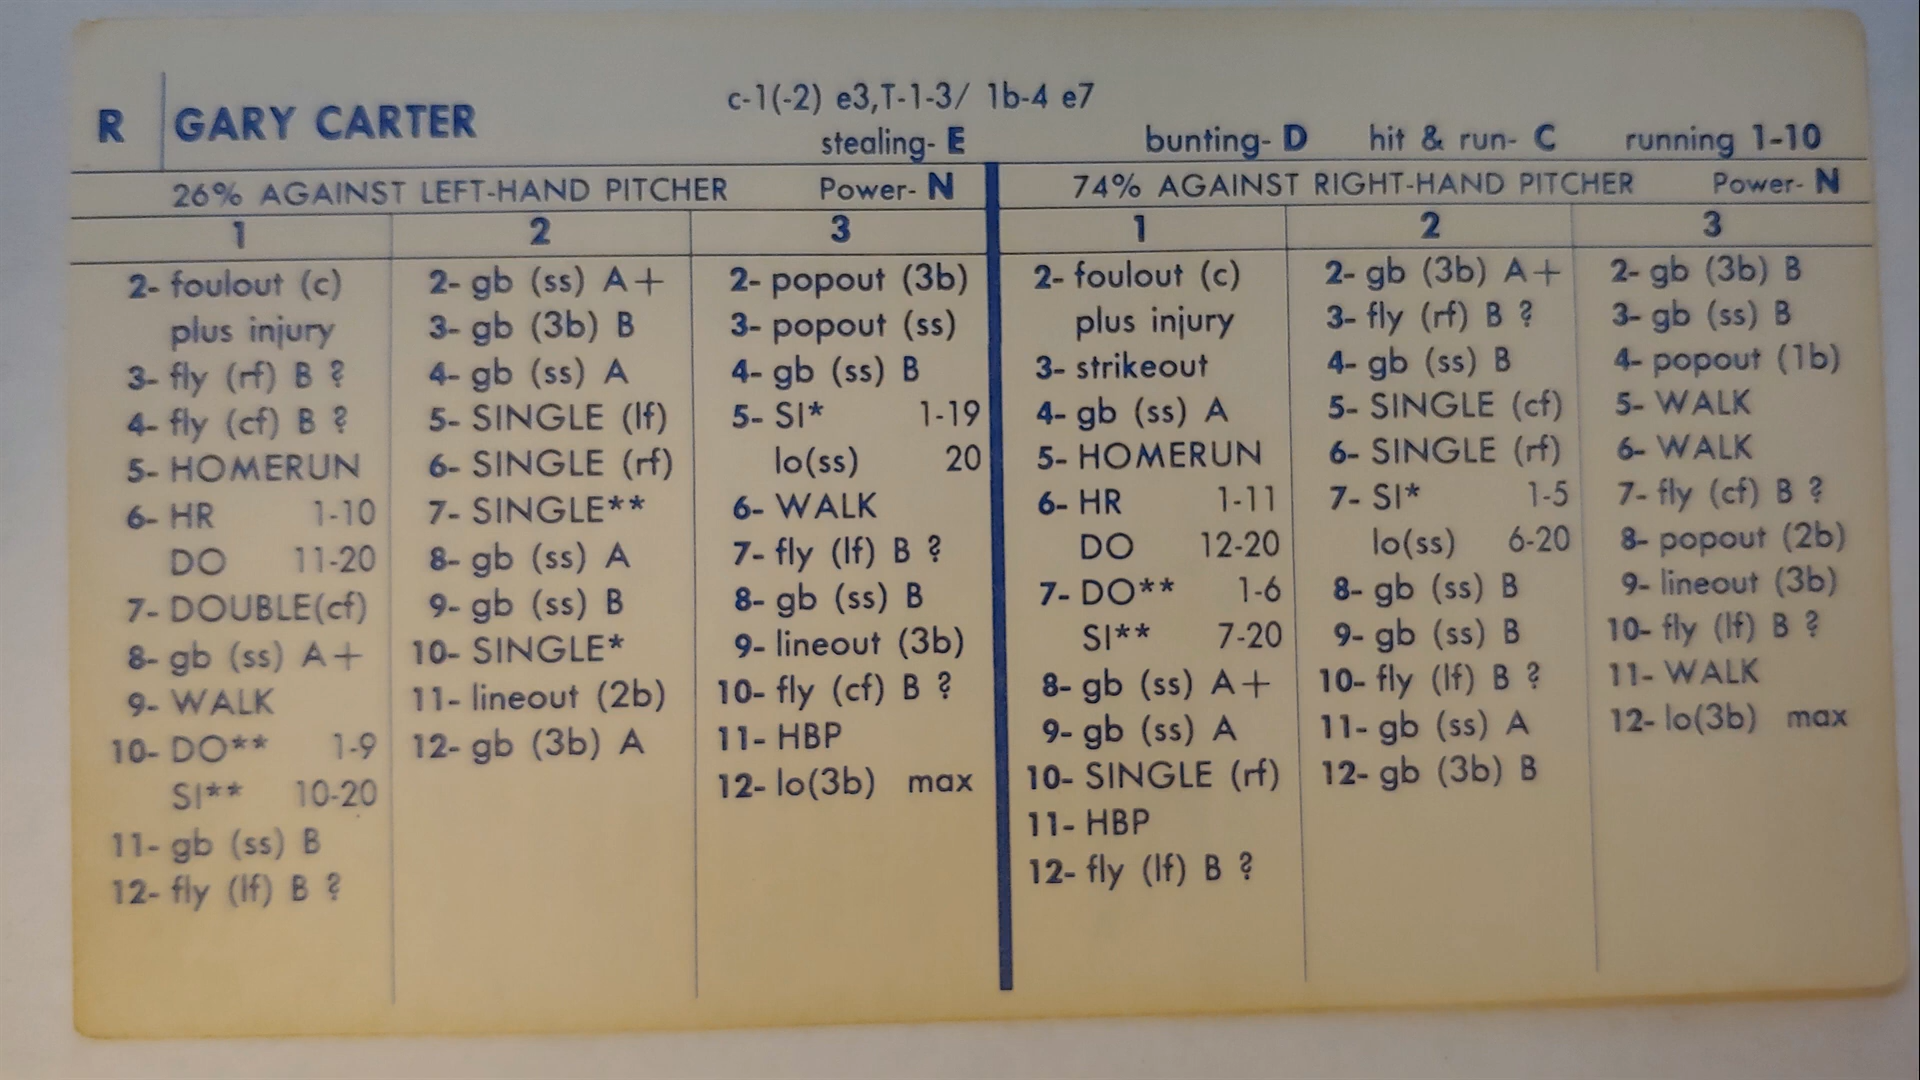 R GARY CARTER
c-1(-2) e3,T-1-3/ 1b-4 e7
stealing- E bunting- D hit & run- C running 1-10
26% AGAINST LEFT-HAND PITCHER Power- N
1 2 3
2- foulout (c)
plus injury
3- fly (rf) B ?
4- fly (cf) B ?
5- HOMERUN
6- HR 1-10
DO 11-20
7- DOUBLE(cf)
8- gb (ss) A+
9- WALK
10- DO** 1-9
SI** 10-20
11- gb (ss) B
12- fly (lf) B ?
2- gb (ss) A+
3- gb (3b) B
4- gb (ss) A
5- SINGLE (lf)
6- SINGLE (rf)
7- SINGLE**
8- gb (ss) A
9- gb (ss) B
10- SINGLE*
11- lineout (2b)
12- gb (3b) A
2- popout (3b)
3- popout (ss)
4- gb (ss) B
5- SI* 1-19
lo(ss) 20
6- WALK
7- fly (lf) B ?
8- gb (ss) B
9- lineout (3b)
10- fly (cf) B ?
11- HBP
12- lo(3b) max
74% AGAINST RIGHT-HAND PITCHER Power- N
1 2 3
2- foulout (c)
plus injury
3- strikeout
4- gb (ss) A
5- HOMERUN
6- HR 1-11
DO 12-20
7- DO** 1-6
SI** 7-20
8- gb (ss) A+
9- gb (ss) A
10- SINGLE (rf)
11- HBP
12- fly (lf) B ?
2- gb (3b) A+
3- fly (rf) B ?
4- gb (ss) B
5- SINGLE (cf)
6- SINGLE (rf)
7- SI* 1-5
lo(ss) 6-20
8- gb (ss) B
9- gb (ss) B
10- fly (lf) B ?
11- gb (ss) A
12- gb (3b) B
2- gb (3b) B
3- gb (ss) B
4- popout (1b)
5- WALK
6- WALK
7- fly (cf) B ?
8- popout (2b)
9- lineout (3b)
10- fly (lf) B ?
11- WALK
12- lo(3b) max